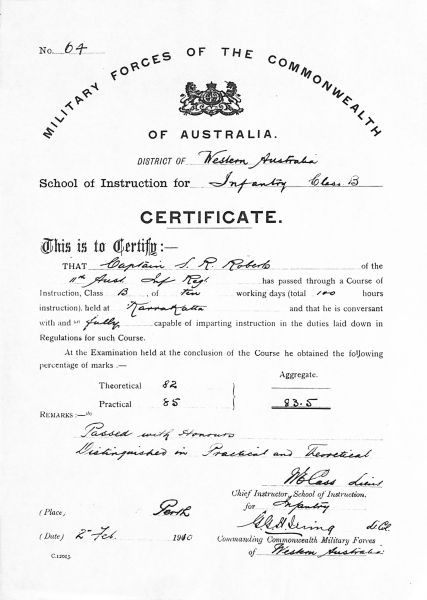 No. 64
MILITARY FORCES OF THE COMMONWEALTH
OF AUSTRALIA.
DISTRICT OF Western Australia
School of Instruction for Infantry Class B
CERTIFICATE.
This is to Certify:—
THAT Captain S. R. Roberts of the
11th Aust Inf Regt has passed through a Course of
Instruction, Class B, of ten working days (total 100 hours
instruction), held at Karrakatta and that he is conversant
with and (a) fully capable of imparting instruction in the duties laid down in
Regulations for such Course.
At the Examination held at the conclusion of the Course he obtained the following
percentage of marks :—
Aggregate.
Theoretical 82
Practical 85 83.5
REMARKS:—(b)
Passed with Honours
Distinguished in Practical and Theoretical
Lieut
Chief Instructor, School of Instruction.
for Infantry
(Place, Perth
Lt Col
(Date) 2 Feb. 1910 Commanding Commonwealth Military Forces
of Western Australia
C.12025.